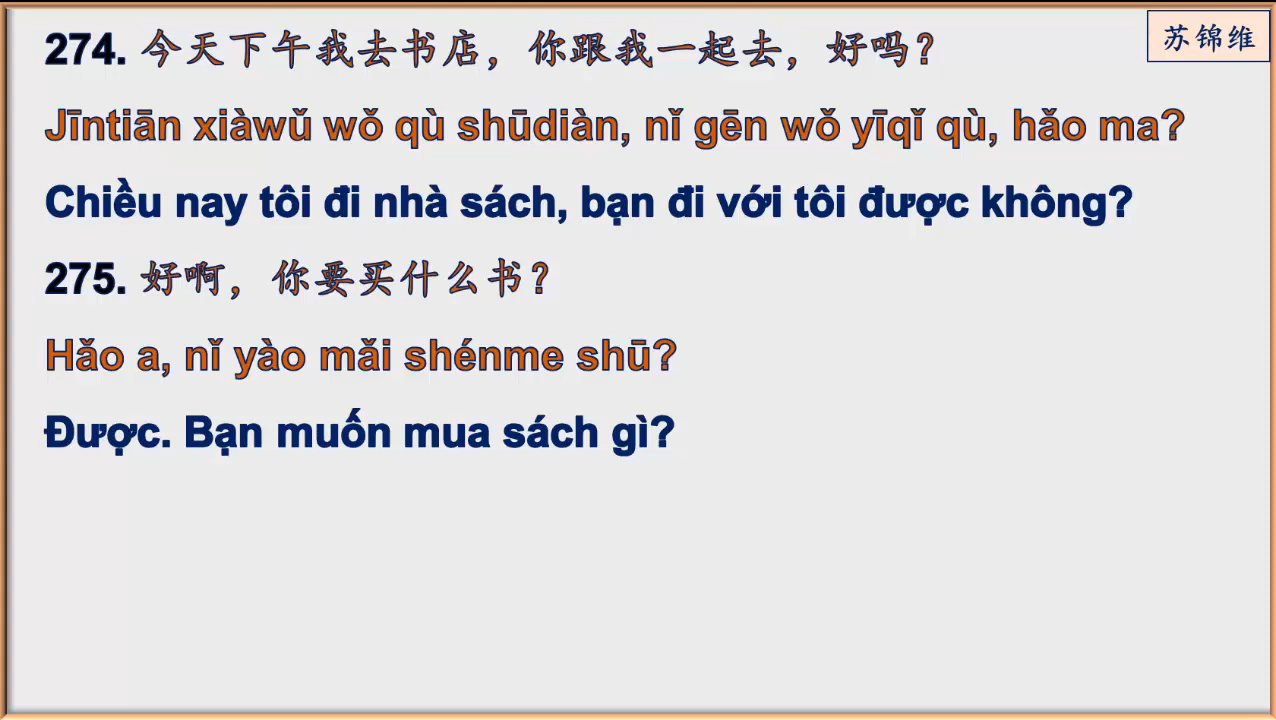 274. 今天下午我去书店，你跟我一起去，好吗？
苏锦维
Jīntiān xiàwǔ wǒ qù shūdiàn, nǐ gēn wǒ yīqǐ qù, hǎo ma?
Chiều nay tôi đi nhà sách, bạn đi với tôi được không?
275. 好啊，你要买什么书？
Hǎo a, nǐ yào mǎi shénme shū?
Được. Bạn muốn mua sách gì?